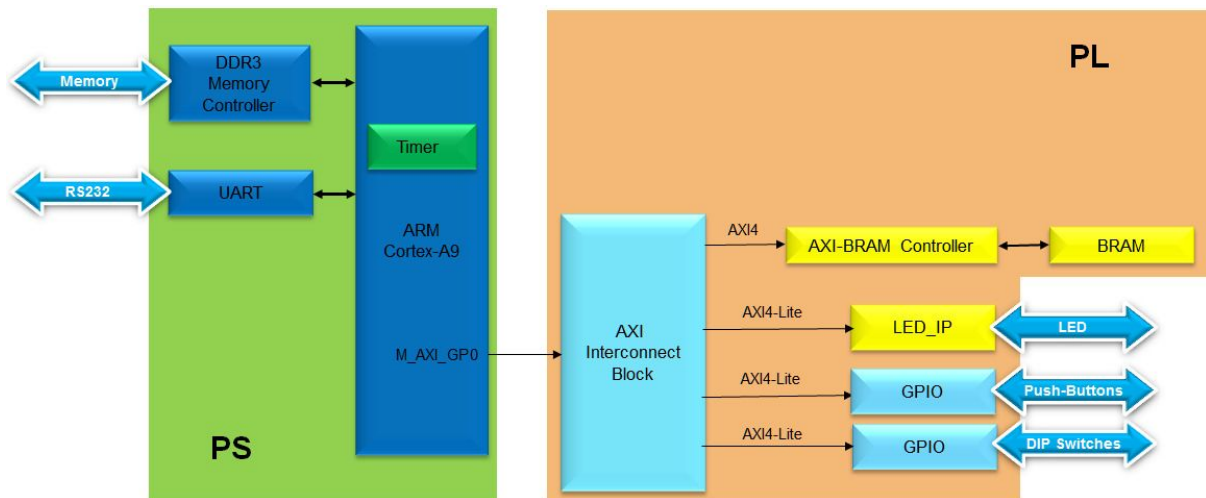 PS
Memory
DDR3
Memory
Controller
RS232
UART
Timer
ARM
Cortex-A9
M_AXI_GP0
PL
AXI
Interconnect
Block
AXI4
AXI-BRAM Controller
BRAM
AXI4-Lite
LED_IP
LED
AXI4-Lite
GPIO
Push-Buttons
AXI4-Lite
GPIO
DIP Switches